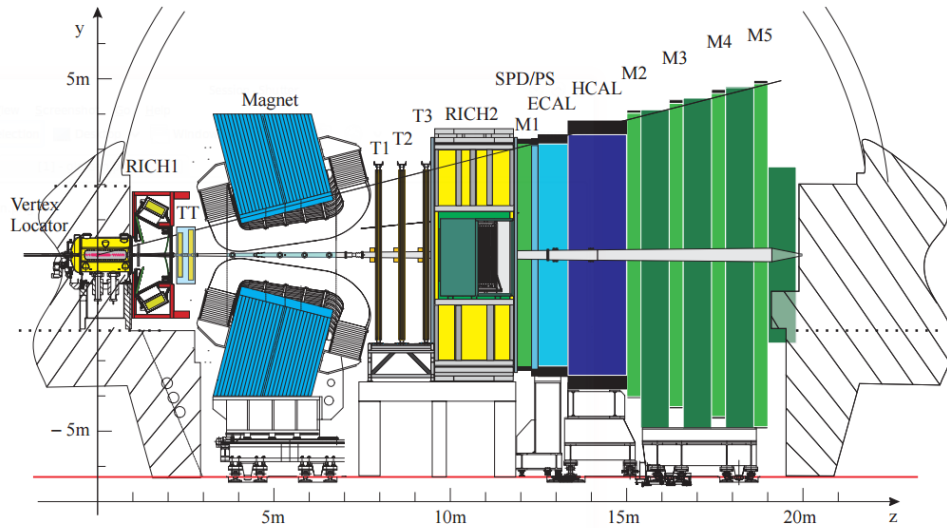 y
5m
Magnet
RICH1
Vertex
Locator
TT
T1
T2
T3
RICH2
M1
SPD/PS
ECAL
HCAL
M2
M3
M4
M5
− 5m
5m
10m
15m
20m
z